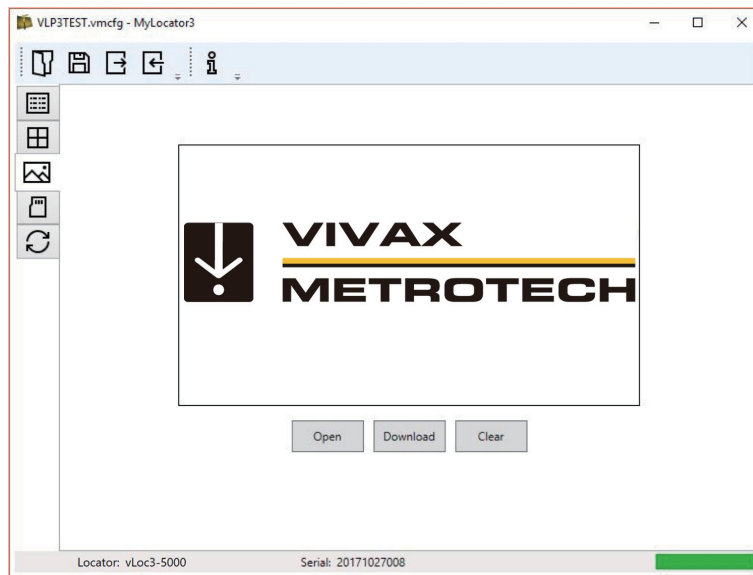 VLP3TEST.vmcfg - MyLocator3
VIVAX
METROTECH
Open Download Clear
Locator: vLoc3-5000 Serial: 20171027008